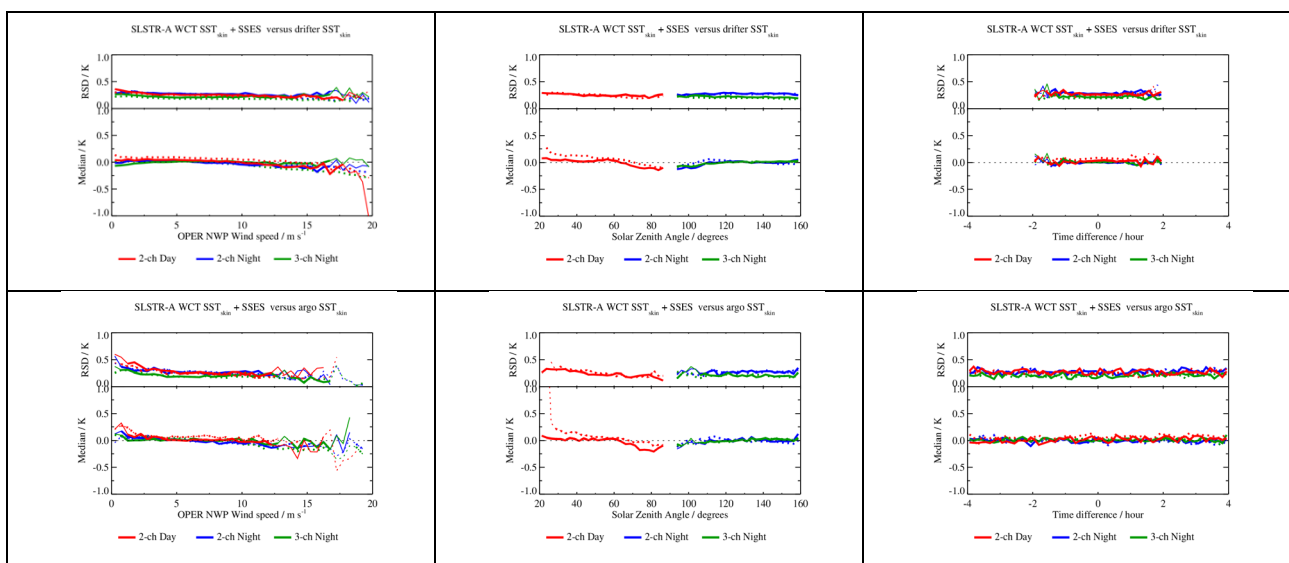 SLSTR-A WCT SST skin + SSES versus drifter SST skin
1.0
RSD / K
0.5
0.0
Median / K
0.5
0.0
-0.5
-1.0
0 5 10 15 20
OPER NWP Wind speed / m s-1
2-ch Day 2-ch Night 3-ch Night
SLSTR-A WCT SST skin + SSES versus drifter SST skin
1.0
RSD / K
0.5
0.0
Median / K
0.5
0.0
-0.5
-1.0
20 40 60 80 100 120 140 160
Solar Zenith Angle / degrees
2-ch Day 2-ch Night 3-ch Night
SLSTR-A WCT SST skin + SSES versus drifter SST skin
1.0
RSD / K
0.5
0.0
Median / K
0.5
0.0
-0.5
-1.0
-4 -2 0 2 4
Time difference / hour
2-ch Day 2-ch Night 3-ch Night
SLSTR-A WCT SST skin + SSES versus argo SST skin
1.0
RSD / K
0.5
0.0
Median / K
0.5
0.0
-0.5
-1.0
0 5 10 15 20
OPER NWP Wind speed / m s-1
2-ch Day 2-ch Night 3-ch Night
SLSTR-A WCT SST skin + SSES versus argo SST skin
1.0
RSD / K
0.5
0.0
Median / K
0.5
0.0
-0.5
-1.0
20 40 60 80 100 120 140 160
Solar Zenith Angle / degrees
2-ch Day 2-ch Night 3-ch Night
SLSTR-A WCT SST skin + SSES versus argo SST skin
1.0
RSD / K
0.5
0.0
Median / K
0.5
0.0
-0.5
-1.0
-4 -2 0 2 4
Time difference / hour
2-ch Day 2-ch Night 3-ch Night